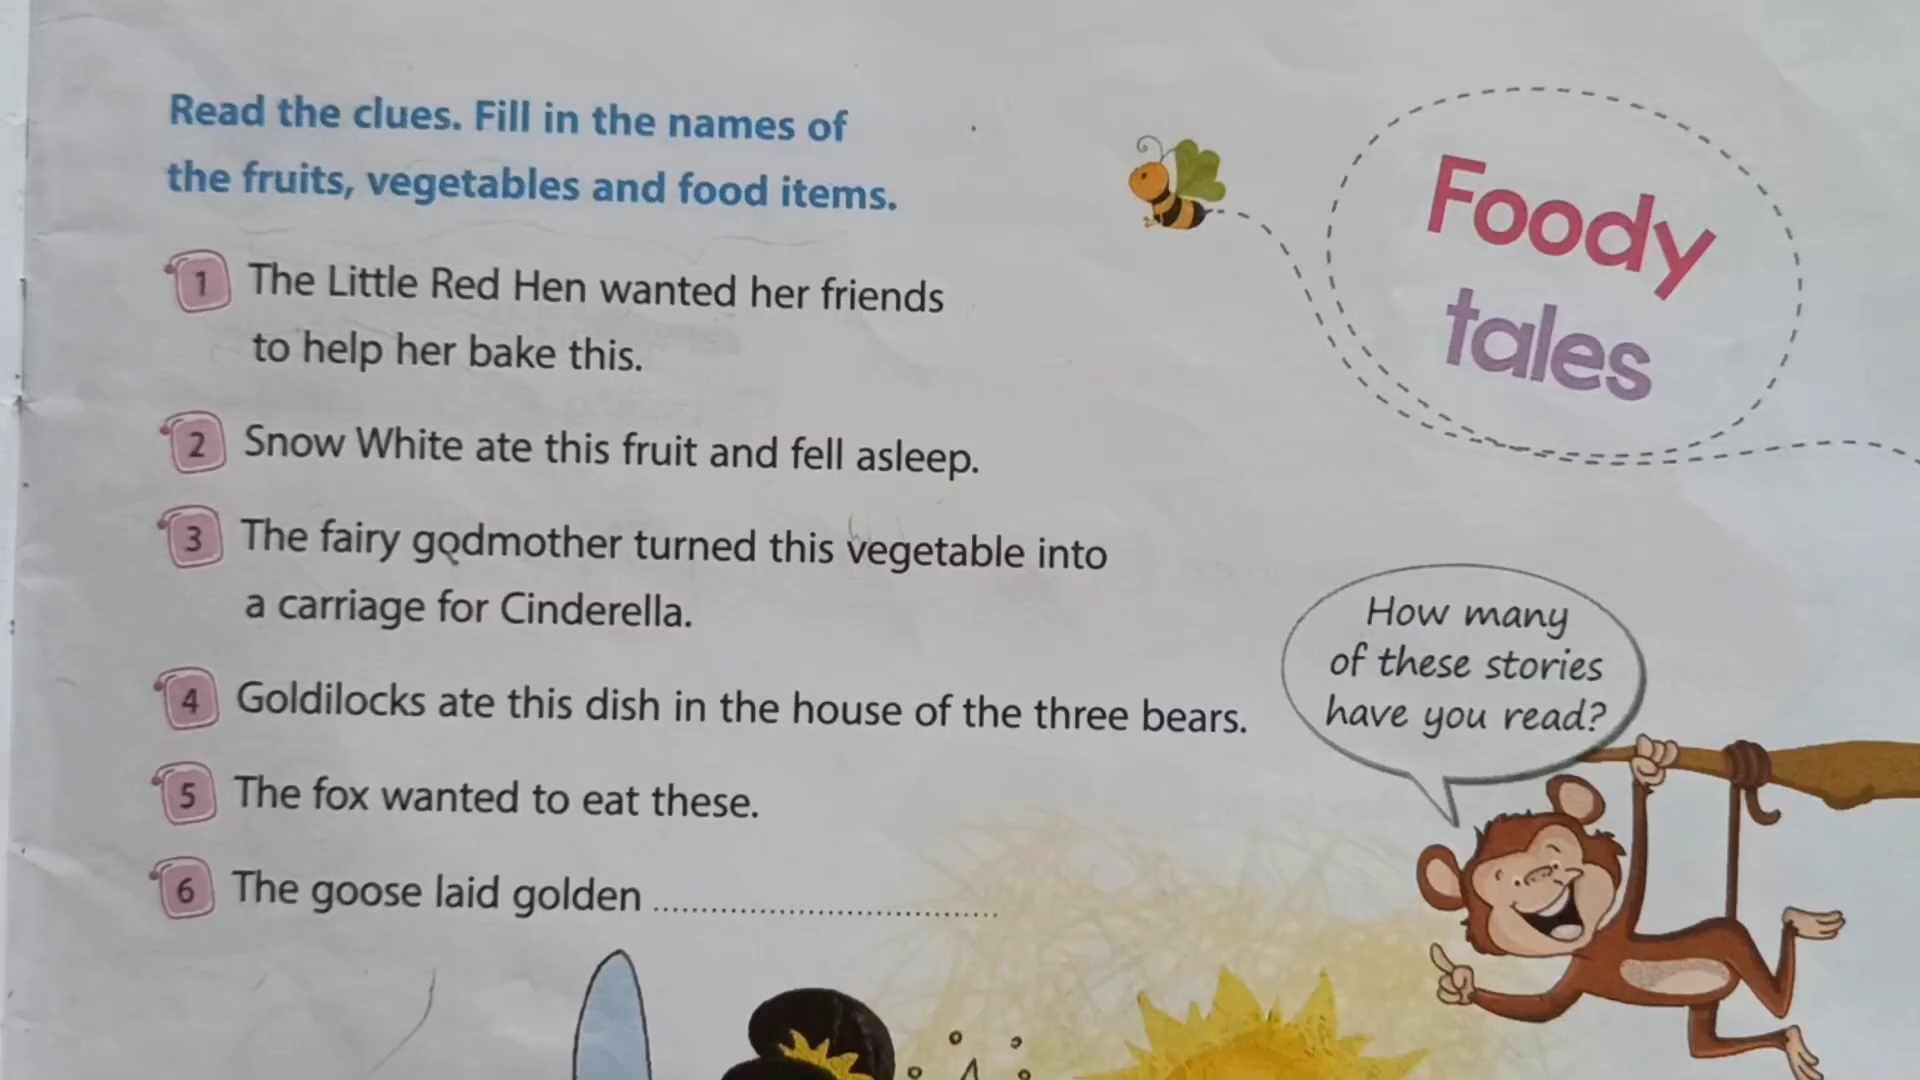 Read the clues. Fill in the names of
the fruits, vegetables and food items.
Foody
tales
1 The Little Red Hen wanted her friends
to help her bake this.
2 Snow White ate this fruit and fell asleep.
3 The fairy godmother turned this vegetable into
a carriage for Cinderella.
4 Goldilocks ate this dish in the house of the three bears.
5 The fox wanted to eat these.
6 The goose laid golden ....................................
How many
of these stories
have you read?